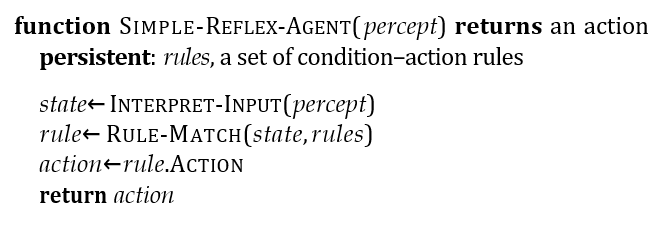 function SIMPLE-REFLEX-AGENT(percept) returns an action
persistent: rules, a set of condition–action rules
state←INTERPRET-INPUT(percept)
rule←RULE-MATCH(state,rules)
action←rule.ACTION
return action